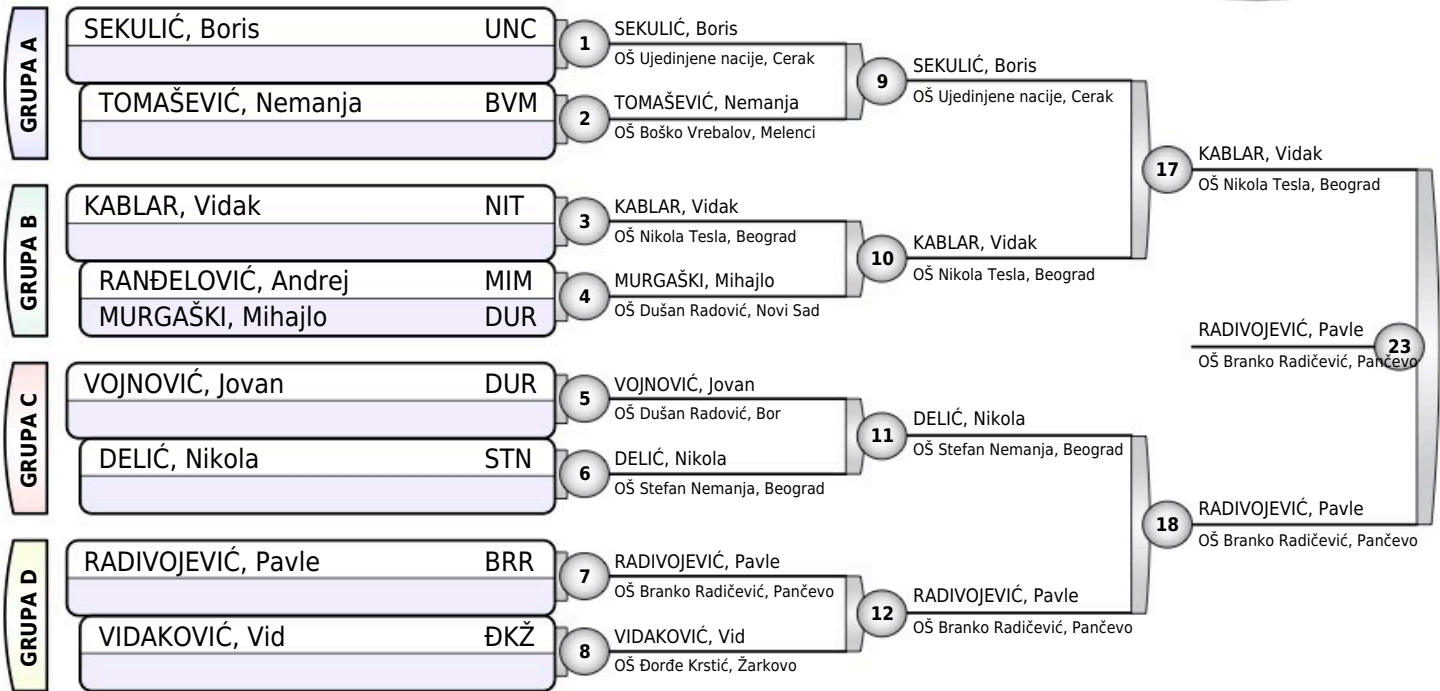 GRUPA A
SEKULIĆ, Boris UNC
TOMAŠEVIĆ, Nemanja BVM
GRUPA B
KABLAR, Vidak NIT
RANĐELOVIĆ, Andrej MIM
MURGAŠKI, Mihajlo DUR
GRUPA C
VOJNOVIĆ, Jovan DUR
DELIĆ, Nikola STN
GRUPA D
RADIVOJEVIĆ, Pavle BRR
VIDAKOVIĆ, Vid ĐKŽ
1
SEKULIĆ, Boris
OŠ Ujedinjene nacije, Cerak
2
TOMAŠEVIĆ, Nemanja
OŠ Boško Vrebalov, Melenci
3
KABLAR, Vidak
OŠ Nikola Tesla, Beograd
4
MURGAŠKI, Mihajlo
OŠ Dušan Radović, Novi Sad
5
VOJNOVIĆ, Jovan
OŠ Dušan Radović, Bor
6
DELIĆ, Nikola
OŠ Stefan Nemanja, Beograd
7
RADIVOJEVIĆ, Pavle
OŠ Branko Radičević, Pančevo
8
VIDAKOVIĆ, Vid
OŠ Đorđe Krstić, Žarkovo
9
SEKULIĆ, Boris
OŠ Ujedinjene nacije, Cerak
10
KABLAR, Vidak
OŠ Nikola Tesla, Beograd
11
DELIĆ, Nikola
OŠ Stefan Nemanja, Beograd
12
RADIVOJEVIĆ, Pavle
OŠ Branko Radičević, Pančevo
17
KABLAR, Vidak
OŠ Nikola Tesla, Beograd
18
RADIVOJEVIĆ, Pavle
OŠ Branko Radičević, Pančevo
RADIVOJEVIĆ, Pavle
23
OŠ Branko Radičević, Pančevo